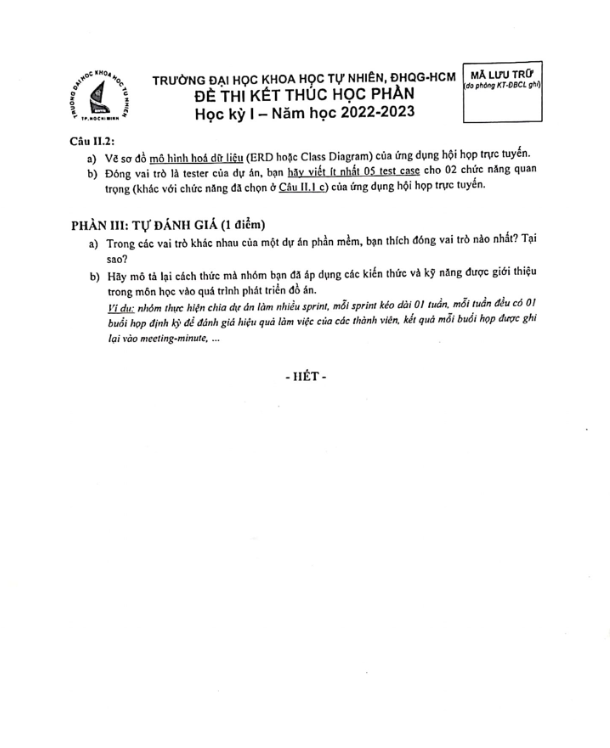 TRƯỜNG ĐẠI HỌC KHOA HỌC TỰ NHIÊN
TP.HOCHIMINH
TRƯỜNG ĐẠI HỌC KHOA HỌC TỰ NHIÊN, ĐHQG-HCM
ĐỀ THI KẾT THÚC HỌC PHẦN
Học kỳ I – Năm học 2022-2023
MÃ LƯU TRỮ
(do phòng KT-ĐBCL ghi)
Câu II.2:
a) Vẽ sơ đồ mô hình hoá dữ liệu (ERD hoặc Class Diagram) của ứng dụng hội họp trực tuyến.
b) Đóng vai trò là tester của dự án, bạn hãy viết ít nhất 05 test case cho 02 chức năng quan
trọng (khác với chức năng đã chọn ở Câu II.1 c) của ứng dụng hội họp trực tuyến.
PHẦN III: TỰ ĐÁNH GIÁ (1 điểm)
a) Trong các vai trò khác nhau của một dự án phần mềm, bạn thích đóng vai trò nào nhất? Tại
sao?
b) Hãy mô tả lại cách thức mà nhóm bạn đã áp dụng các kiến thức và kỹ năng được giới thiệu
trong môn học vào quá trình phát triển đồ án.
Ví dụ: nhóm thực hiện chia dự án làm nhiều sprint, mỗi sprint kéo dài 01 tuần, mỗi tuần đều có 01
buổi họp định kỳ để đánh giá hiệu quả làm việc của các thành viên, kết quả mỗi buổi họp được ghi
lại vào meeting-minute, ...
- HẾT -